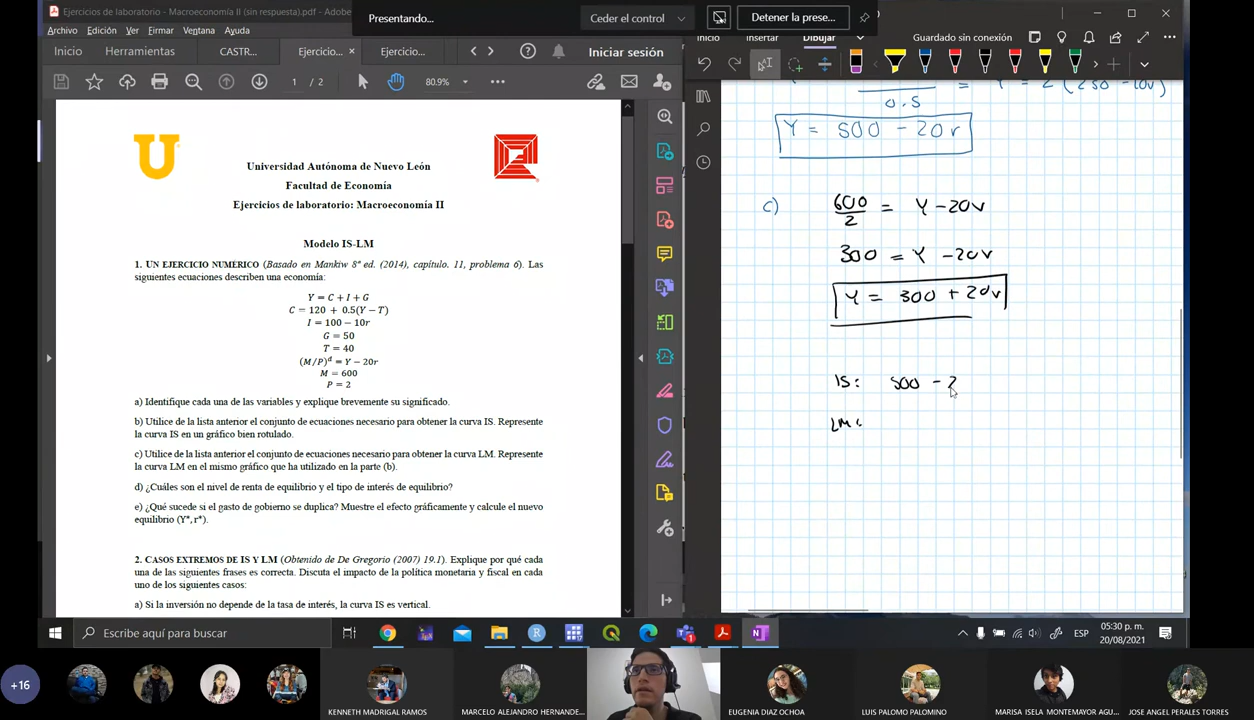 Ejercicios de laboratorio - Macroeconomía II (sin respuesta).pdf - Adobe
Presentando...
Ceder el control
Detener la prese...
Archivo Edición Ver Firmar Ventana Ayuda
Inicio Insertar Dibujar Guardado sin conexión
Inicio Herramientas CASTR... Ejercicio... × Ejercicio... Iniciar sesión
1 / 2 80.9%
Universidad Autónoma de Nuevo León
Facultad de Economía
Ejercicios de laboratorio: Macroeconomía II
Modelo IS-LM
1. UN EJERCICIO NUMÉRICO (Basado en Mankiw 8ª ed. (2014), capítulo. 11, problema 6). Las
siguientes ecuaciones describen una economía:
Y = C + I + G
C = 120 + 0.5(Y − T)
I = 100 − 10r
G = 50
T = 40
(M/P)^d = Y − 20r
M = 600
P = 2
a) Identifique cada una de las variables y explique brevemente su significado.
b) Utilice de la lista anterior el conjunto de ecuaciones necesario para obtener la curva IS. Represente
la curva IS en un gráfico bien rotulado.
c) Utilice de la lista anterior el conjunto de ecuaciones necesario para obtener la curva LM. Represente
la curva LM en el mismo gráfico que ha utilizado en la parte (b).
d) ¿Cuáles son el nivel de renta de equilibrio y el tipo de interés de equilibrio?
e) ¿Qué sucede si el gasto de gobierno se duplica? Muestre el efecto gráficamente y calcule el nuevo
equilibrio (Y*, r*).
2. CASOS EXTREMOS DE IS Y LM (Obtenido de De Gregorio (2007) 19.1). Explique por qué cada
una de las siguientes frases es correcta. Discuta el impacto de la política monetaria y fiscal en cada
uno de los siguientes casos:
a) Si la inversión no depende de la tasa de interés, la curva IS es vertical.
0.5 = Y = 2 (250 - 10r)
Y = 500 - 20r
c) 600/2 = Y - 20r
300 = Y - 20r
Y = 300 + 20r
IS: 500 - 2
LM:
Escribe aquí para buscar
ESP
05:30 p. m.
20/08/2021
+16
KENNETH MADRIGAL RAMOS
MARCELO ALEJANDRO HERNANDE...
EUGENIA DIAZ OCHOA
LUIS PALOMO PALOMINO
MARISA ISELA MONTEMAYOR AGU...
JOSE ANGEL PERALES TORRES